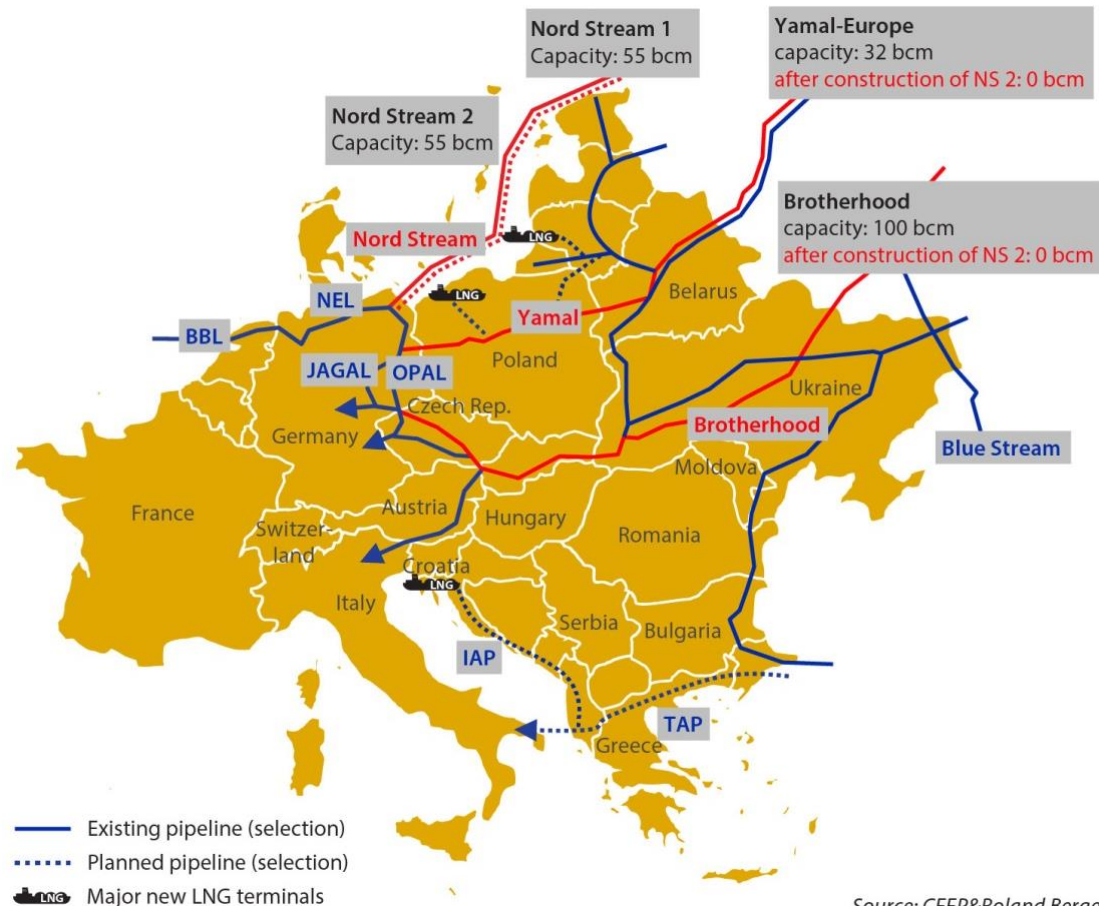 Nord Stream 1
Capacity: 55 bcm
Yamal-Europe
capacity: 32 bcm
after construction of NS 2: 0 bcm
Nord Stream 2
Capacity: 55 bcm
Brotherhood
capacity: 100 bcm
after construction of NS 2: 0 bcm
LNG
Nord Stream
LNG
NEL
Belarus
Yamal
BBL
Poland
JAGAL
OPAL
Ukraine
Czech Rep.
Germany
Brotherhood
Blue Stream
Moldova
France
Austria
Hungary
Switzer-
land
Romania
Croatia
LNG
Italy
Serbia
Bulgaria
IAP
TAP
Greece
Existing pipeline (selection)
Planned pipeline (selection)
LNG
Major new LNG terminals